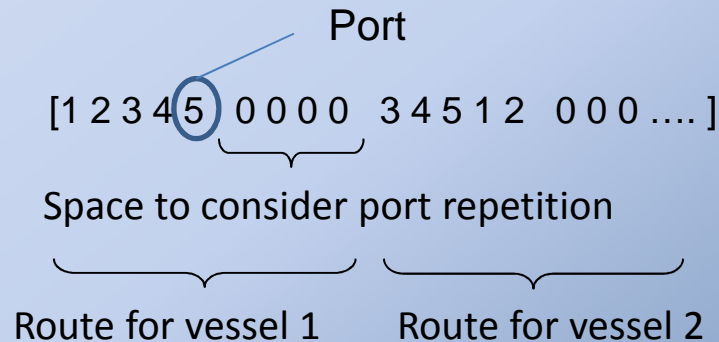 Port
[1 2 3 4 5 0 0 0 0 3 4 5 1 2 0 0 0 .... ]
Space to consider port repetition
Route for vessel 1 Route for vessel 2